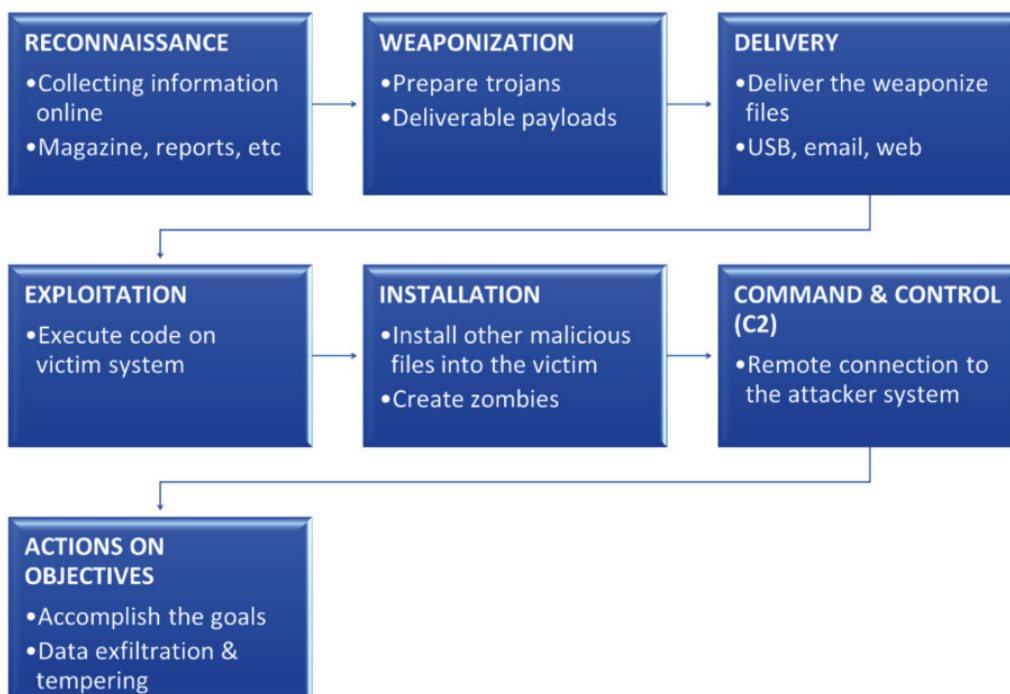 RECONNAISSANCE
•Collecting information
online
•Magazine, reports, etc
WEAPONIZATION
•Prepare trojans
•Deliverable payloads
DELIVERY
•Deliver the weaponize
files
•USB, email, web
EXPLOITATION
•Execute code on
victim system
INSTALLATION
•Install other malicious
files into the victim
•Create zombies
COMMAND & CONTROL
(C2)
•Remote connection to
the attacker system
ACTIONS ON
OBJECTIVES
•Accomplish the goals
•Data exfiltration &
tempering